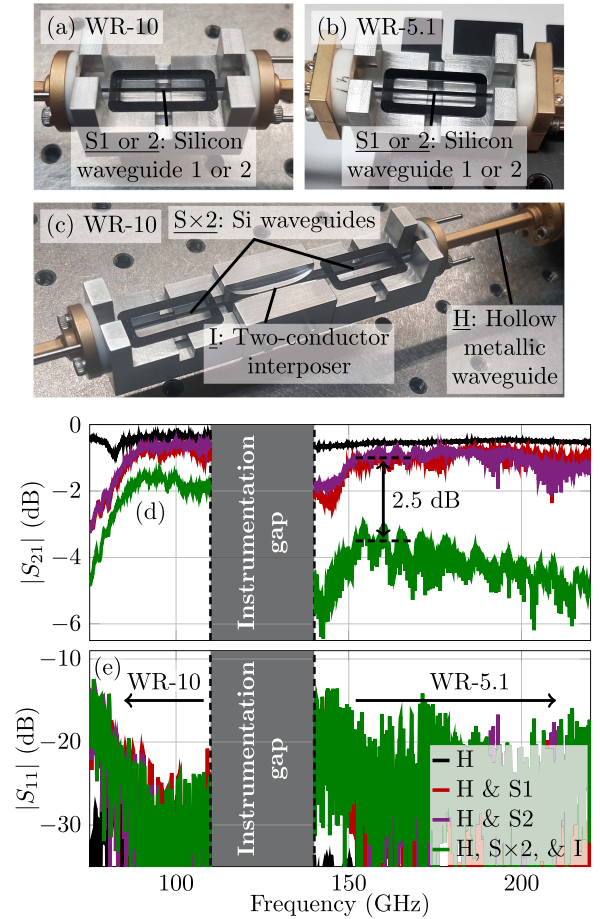 (a) WR-10
S1 or 2: Silicon
waveguide 1 or 2
(b) WR-5.1
S1 or 2: Silicon
waveguide 1 or 2
(c) WR-10
S×2: Si waveguides
I: Two-conductor
interposer
H: Hollow
metallic
waveguide
0
−2
−4
−6
|S21| (dB)
(d)
Instrumentation
gap
2.5 dB
−10
−20
−30
|S11| (dB)
(e)
WR-10
Instrumentation
gap
WR-5.1
H
H & S1
H & S2
H, S×2, & I
100
150
200
Frequency (GHz)